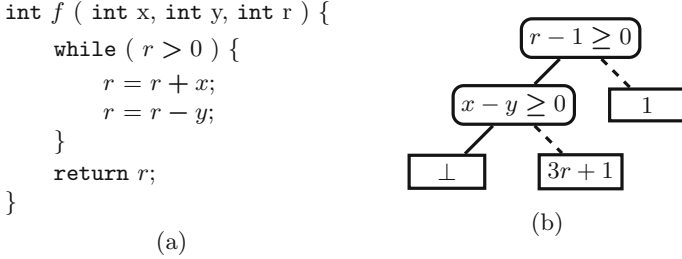 int f ( int x, int y, int r ) {
while ( r > 0 ) {
r = r + x;
r = r − y;
}
return r;
}
(a)
r − 1 ≥ 0
x − y ≥ 0
1
⊥
3r + 1
(b)